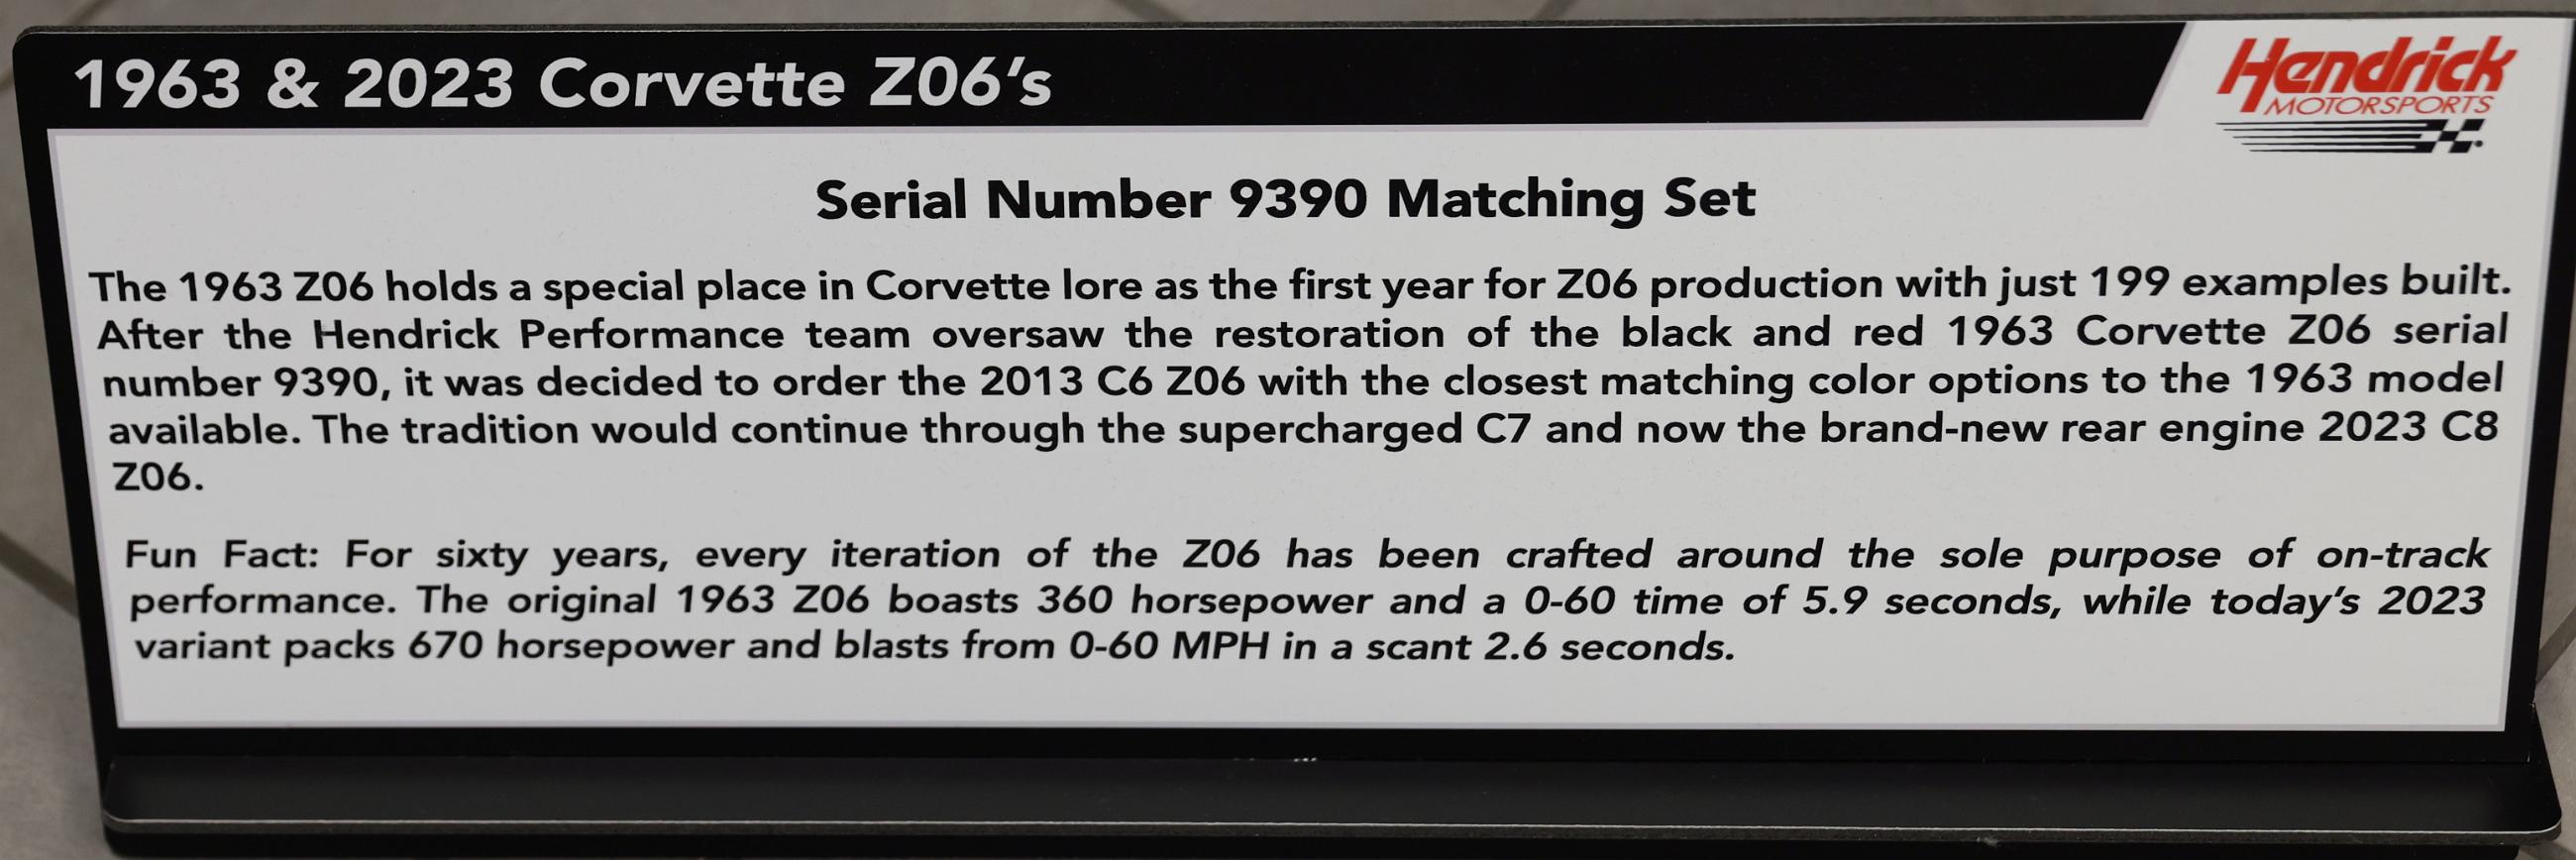 1963 & 2023 Corvette Z06's
Hendrick
MOTORSPORTS
Serial Number 9390 Matching Set
The 1963 Z06 holds a special place in Corvette lore as the first year for Z06 production with just 199 examples built.
After the Hendrick Performance team oversaw the restoration of the black and red 1963 Corvette Z06 serial
number 9390, it was decided to order the 2013 C6 Z06 with the closest matching color options to the 1963 model
available. The tradition would continue through the supercharged C7 and now the brand-new rear engine 2023 C8
Z06.
Fun Fact: For sixty years, every iteration of the Z06 has been crafted around the sole purpose of on-track
performance. The original 1963 Z06 boasts 360 horsepower and a 0-60 time of 5.9 seconds, while today's 2023
variant packs 670 horsepower and blasts from 0-60 MPH in a scant 2.6 seconds.